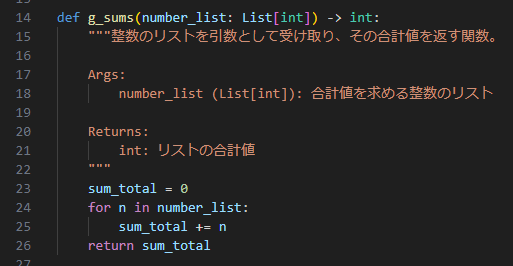 14 def g_sums(number_list: List[int]) -> int:
15 """整数のリストを引数として受け取り、その合計値を返す関数。
16
17 Args:
18 number_list (List[int]): 合計値を求める整数のリスト
19
20 Returns:
21 int: リストの合計値
22 """
23 sum_total = 0
24 for n in number_list:
25 sum_total += n
26 return sum_total
27